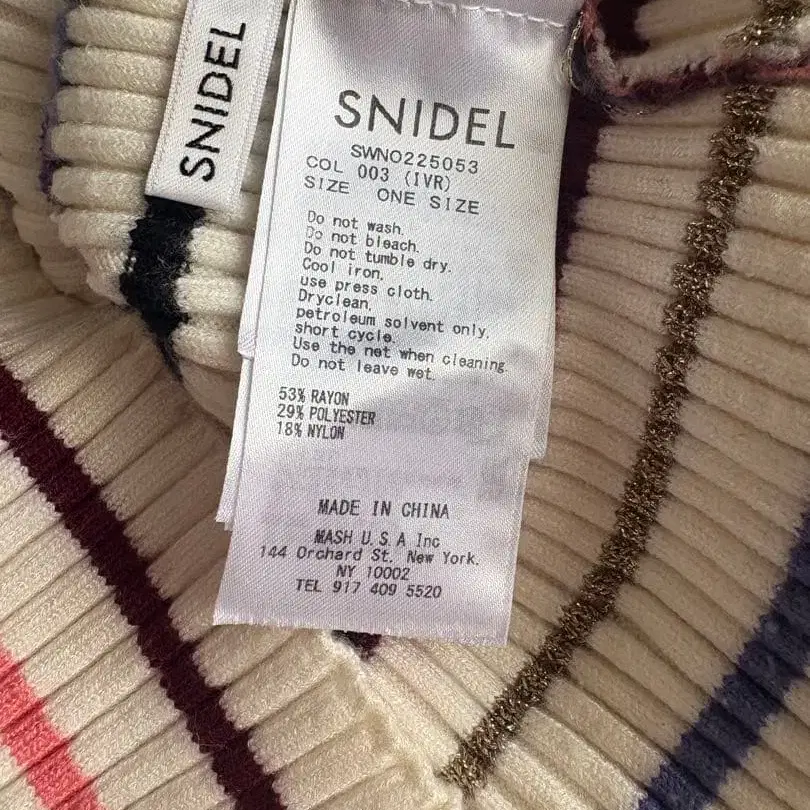 SNIDEL
SNIDEL
SWNO225053
COL 003 (IVR)
SIZE ONE SIZE
Do not wash.
Do not bleach.
Do not tumble dry.
Cool iron.
use press cloth.
Dryclean.
petroleum solvent only.
short cycle.
Use the net when cleaning.
Do not leave wet.
53% RAYON
29% POLYESTER
18% NYLON
MADE IN CHINA
MASH U.S.A Inc
144 Orchard St. New York.
NY 10002
TEL 917 409 5520